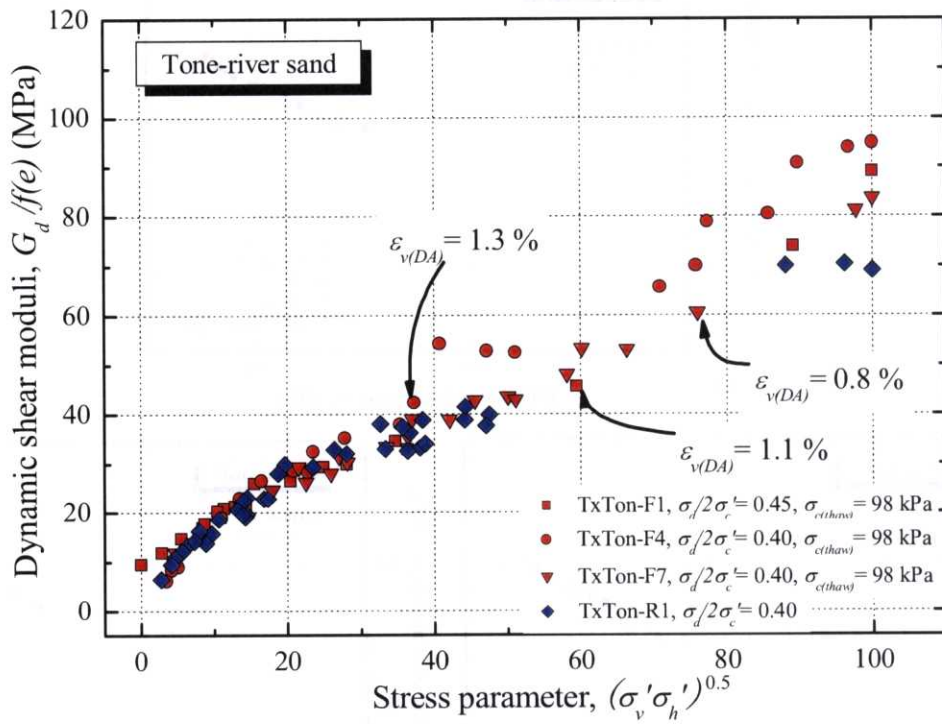 120
100
80
60
40
20
0
Dynamic shear moduli, G_d/f(e) (MPa)
Tone-river sand
ε_v(DA) = 1.3 %
ε_v(DA) = 0.8 %
ε_v(DA) = 1.1 %
TxTon-F1, σ_d/2σ_c'= 0.45, σ_c(thaw) = 98 kPa
TxTon-F4, σ_d/2σ_c'= 0.40, σ_c(thaw) = 98 kPa
TxTon-F7, σ_d/2σ_c'= 0.40, σ_c(thaw) = 98 kPa
TxTon-R1, σ_d/2σ_c'= 0.40
0 20 40 60 80 100
Stress parameter, (σ_v'σ_h')^0.5